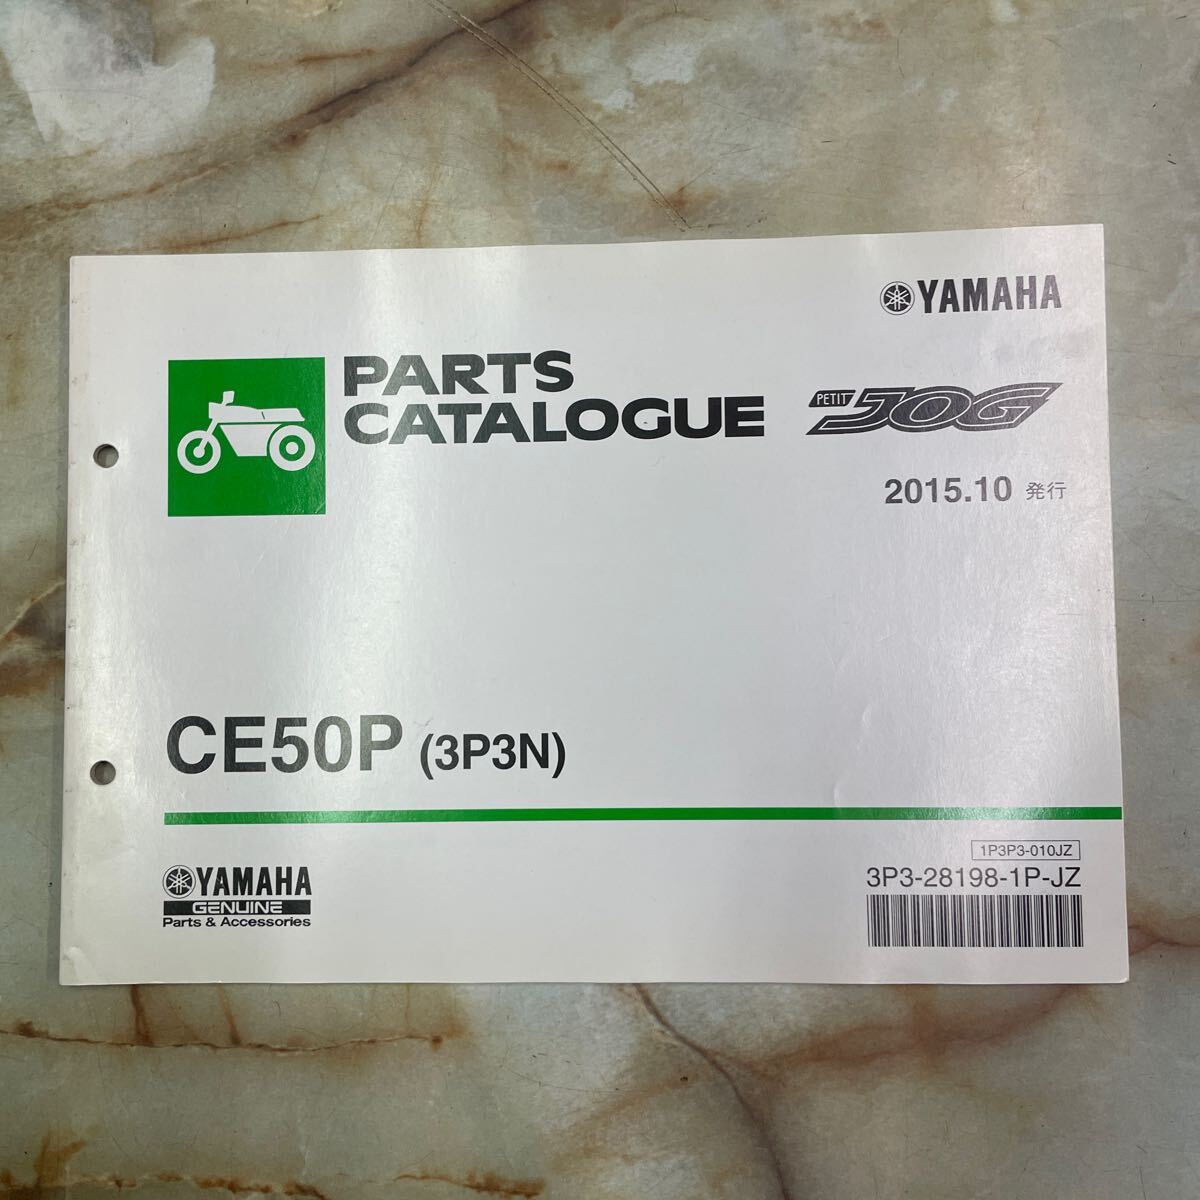 YAMAHA
PARTS
CATALOGUE
PETIT JOG
2015.10 発行
CE50P (3P3N)
1P3P3-010JZ
3P3-28198-1P-JZ
YAMAHA
GENUINE
Parts & Accessories